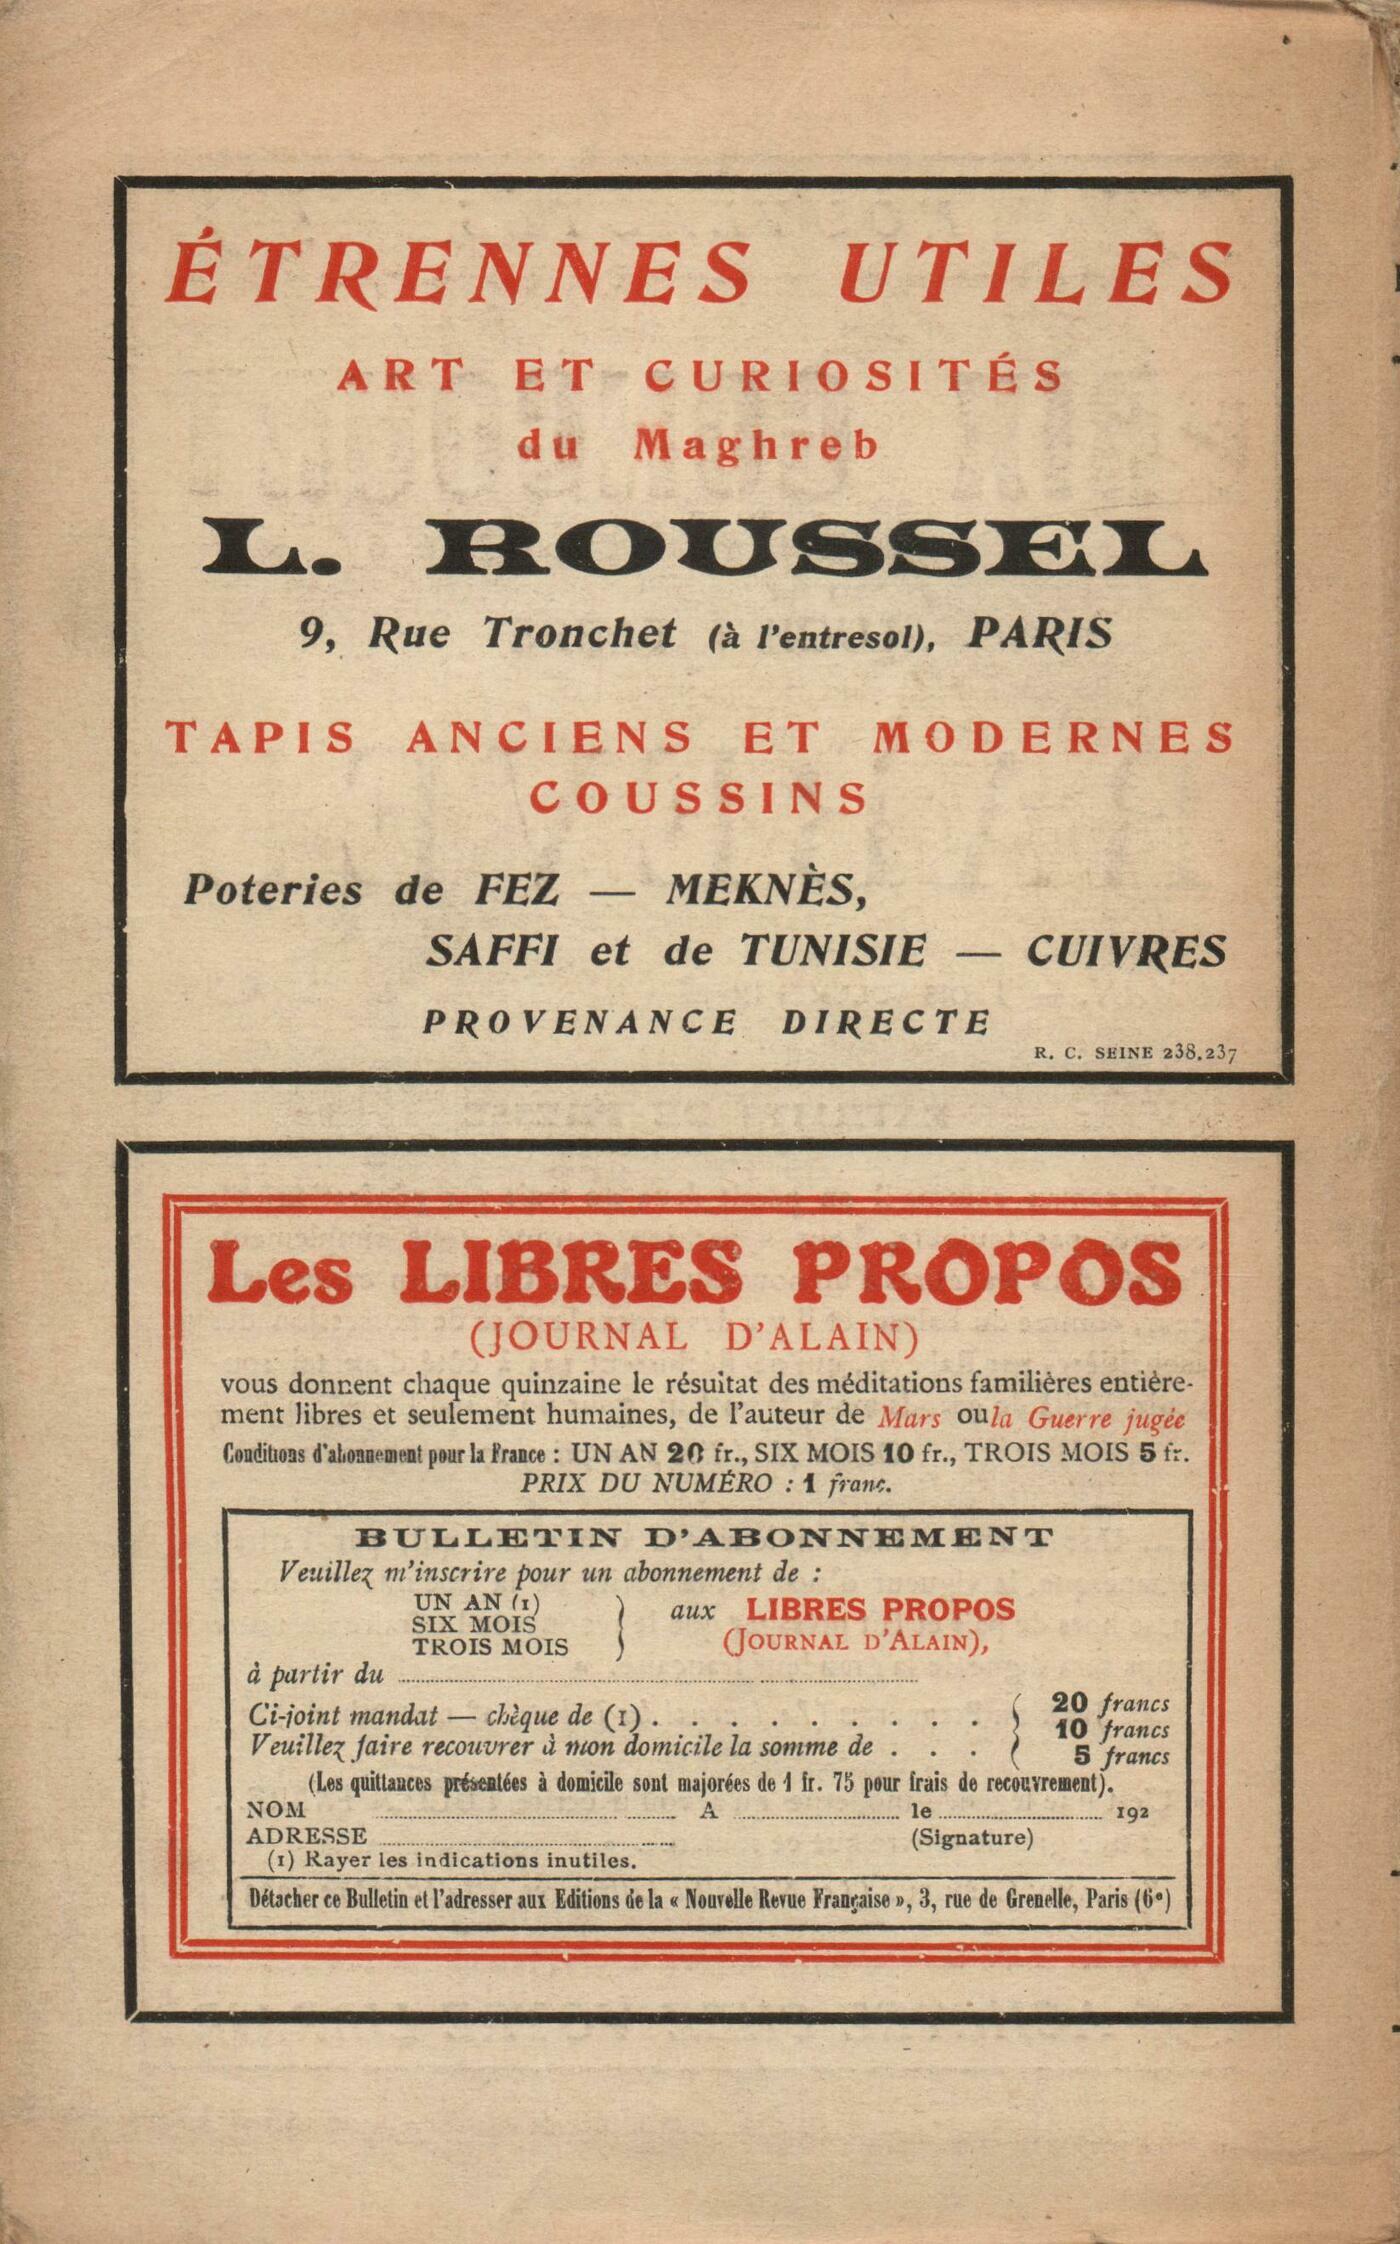 ÉTRENNES UTILES
ART ET CURIOSITÉS
du Maghreb
L. ROUSSEL
9, Rue Tronchet (à l'entresol), PARIS
TAPIS ANCIENS ET MODERNES
COUSSINS
Poteries de FEZ — MEKNÈS,
SAFFI et de TUNISIE — CUIVRES
PROVENANCE DIRECTE
R. C. SEINE 238.237
Les LIBRES PROPOS
(JOURNAL D'ALAIN)
vous donnent chaque quinzaine le résultat des méditations familières entière-
ment libres et seulement humaines, de l'auteur de Mars ou la Guerre jugée
Conditions d'abonnement pour la France : UN AN 20 fr., SIX MOIS 10 fr., TROIS MOIS 5 fr.
PRIX DU NUMÉRO : 1 franc.
BULLETIN D'ABONNEMENT
Veuillez m'inscrire pour un abonnement de :
UN AN (1)
SIX MOIS
TROIS MOIS
} aux LIBRES PROPOS
(JOURNAL D'ALAIN),
à partir du ..........
Ci-joint mandat — chèque de (1) . . . . . . . . . .
Veuillez faire recouvrer à mon domicile la somme de . . .
{ 20 francs
10 francs
5 francs
(Les quittances présentées à domicile sont majorées de 1 fr. 75 pour frais de recouvrement).
NOM .......... A .......... le .......... 192
ADRESSE .......... (Signature)
(1) Rayer les indications inutiles.
Détacher ce Bulletin et l'adresser aux Editions de la « Nouvelle Revue Française », 3, rue de Grenelle, Paris (6e)